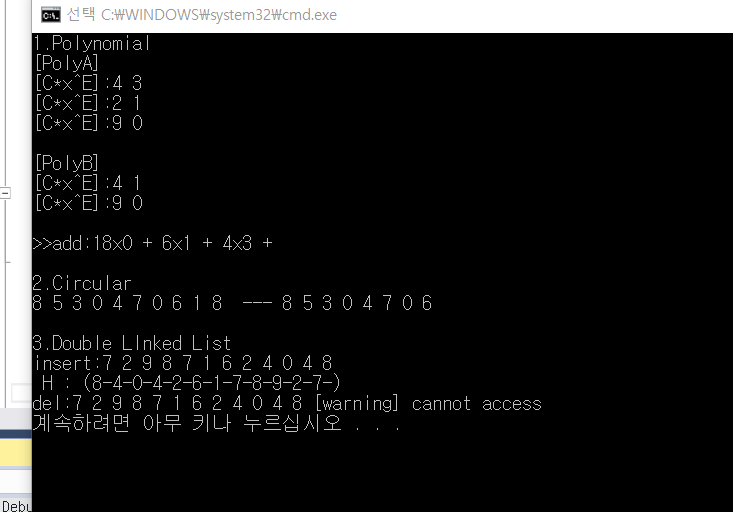 선택 C:\WINDOWS\system32\cmd.exe
1.Polynomial
[PolyA]
[C*x^E]:4 3
[C*x^E]:2 1
[C*x^E]:9 0
[PolyB]
[C*x^E]:4 1
[C*x^E]:9 0
>>add:18x0 + 6x1 + 4x3 +
2.Circular
8 5 3 0 4 7 0 6 1 8  --- 8 5 3 0 4 7 0 6
3.Double LInked List
insert:7 2 9 8 7 1 6 2 4 0 4 8
H : (8-4-0-4-2-6-1-7-8-9-2-7-)
del:7 2 9 8 7 1 6 2 4 0 4 8 [warning] cannot access
계속하려면 아무 키나 누르십시오 . . .